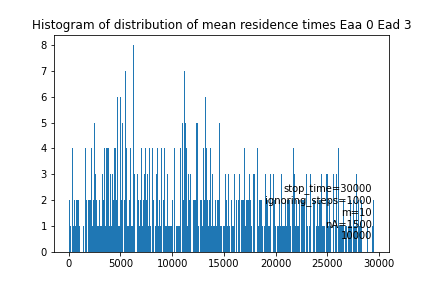 Histogram of distribution of mean residence times Eaa 0 Ead 3
8
7
6
5
4
3
2
1
0
stop_time=30000
ignoring_steps=1000
m=10
nA=1500
10000
0 5000 10000 15000 20000 25000 30000